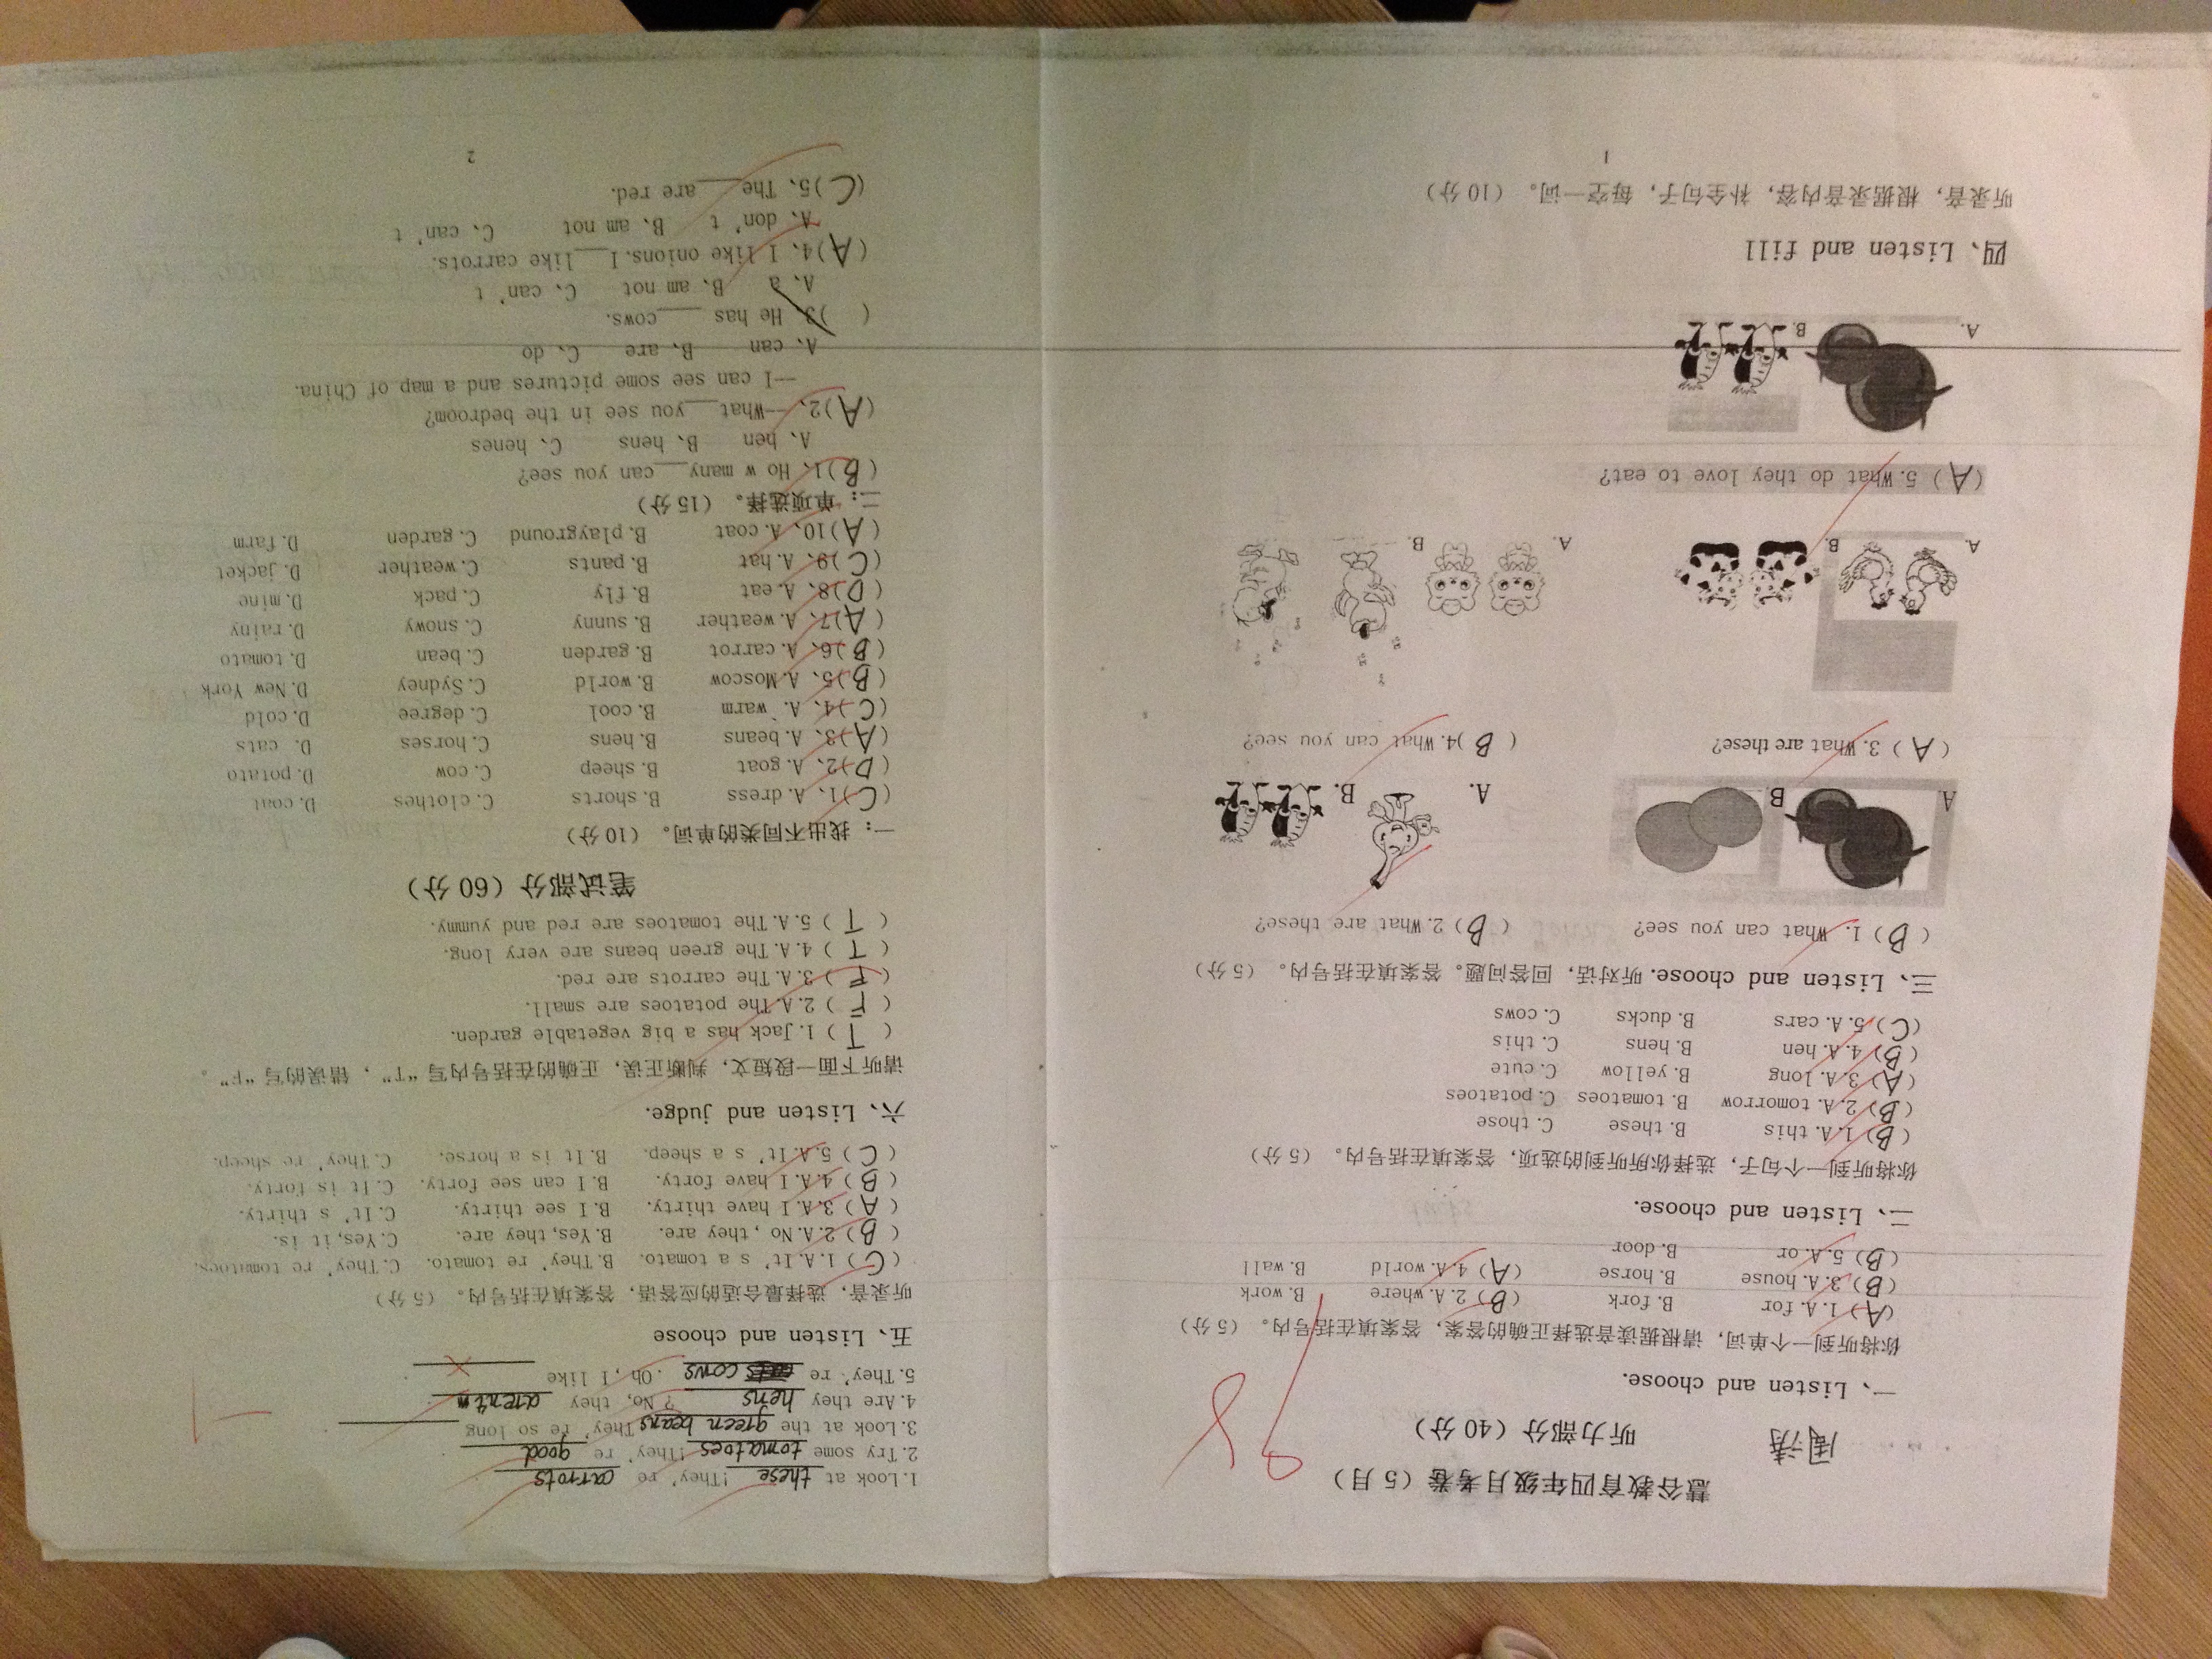 慧谷教育四年级月考卷（5月）
听力部分（40分）
一、Listen and choose.
你将听到一个单词，请根据读音选择正确的答案，答案填在括号内。（5分）
(A)1.A.for B.fork (B)2.A.where B.work
(B)3.A.house B.horse (A)4.A.world B.wall
(B)5.A.or B.door
二、Listen and choose.
你将听到一个句子，选择你所听到的选项，答案填在括号内。（5分）
(B)1.A.this B.these C.those
(B)2.A.tomorrow B.tomatoes C.potatoes
(A)3.A.long B.yellow C.cute
(B)4.A.hen B.hens C.this
(C)5.A.cars B.ducks C.cows
三、Listen and choose.听对话，回答问题。答案填在括号内。（5分）
(B)1.What can you see? (B)2.What are these?
A B A. B.
(A)3.What are these? (B)4.What can you see?
A. B. A. B.
(A)5.What do they love to eat?
A. B.
四、Listen and fill
听录音，根据录音内容，补全句子，每空一词。（10分）
1
1.Look at these !They're carrots
2.Try some tomatoes !They're good
3.Look at the green beans They're so long
4.Are they hens ? No, they aren't
5.They're cows .Oh,I like
五、Listen and choose
听录音，选择最合适的应答语，答案填在括号内。（5分）
(C)1.A.It's a tomato. B.They're tomato. C.They're tomatoes.
(B)2.A.No,they are. B.Yes,they are. C.Yes,it is.
(A)3.A.I have thirty. B.I see thirty. C.It's thirty.
(B)4.A.I have forty. B.I can see forty. C.It is forty.
(C)5.A.It's a sheep. B.It is a horse. C.They're sheep.
六、Listen and judge.
请听下面一段短文，判断正误，正确的在括号内写“T”，错误的写“F”。
(T)1.Jack has a big vegetable garden.
(F)2.A.The potatoes are small.
(F)3.A.The carrots are red.
(T)4.A.The green beans are very long.
(T)5.A.The tomatoes are red and yummy.
笔试部分（60分）
一：找出不同类的单词。（10分）
(C)1、A.dress B.shorts C.clothes D.coat
(D)2、A.goat B.sheep C.cow D.potato
(A)3、A.beans B.hens C.horses D.cats
(C)4、A.warm B.cool C.degree D.cold
(B)5、A.Moscow B.world C.Sydney D.New York
(B)6、A.carrot B.garden C.bean D.tomato
(A)7、A.weather B.sunny C.snowy D.rainy
(D)8、A.eat B.fly C.pack D.mine
(C)9、A.hat B.pants C.weather D.jacket
(A)10、A.coat B.playground C.garden D.farm
二：单项选择。（15分）
(B)1、Ho w many___can you see?
A、hen B、hens C、henes
(A)2、—What___you see in the bedroom?
—I can see some pictures and a map of China.
A、can B、are C、do
( )3、He has ___cows.
A、a B、am not C、can't
(A)4、I like onions.I___like carrots.
A、don't B、am not C、can't
(C)5、The___are red.
2